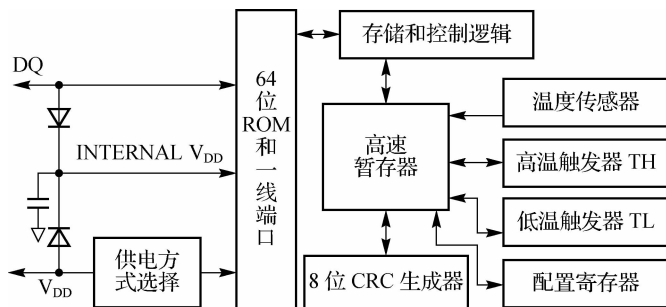 DQ
INTERNAL VDD
VDD
供电方
式选择
64
位
ROM
和
一
线
端
口
存储和控制逻辑
高速
暂存器
8 位 CRC 生成器
温度传感器
高温触发器 TH
低温触发器 TL
配置寄存器